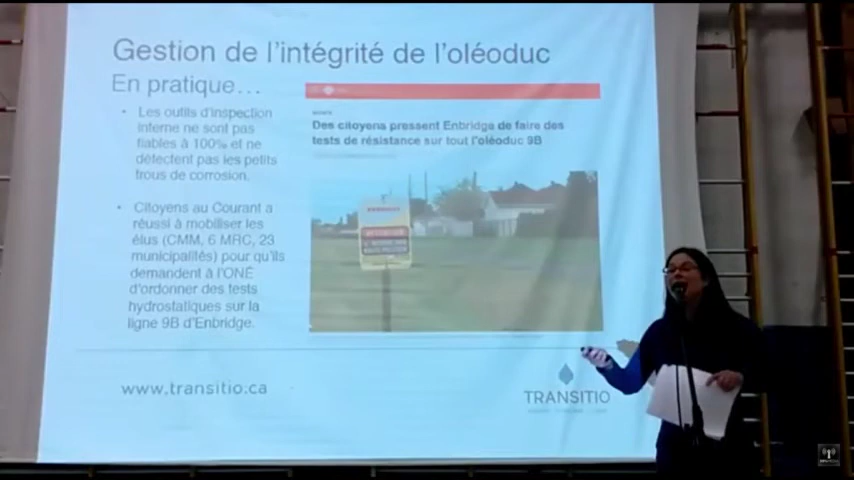 Gestion de l'intégrité de l'oléoduc
En pratique...
• Les outils d'inspection
interne ne sont pas
fiables à 100% et ne
détectent pas les petits
trous de corrosion.
• Citoyens au Courant a
réussi à mobiliser les
élus (CMM, 6 MRC, 23
municipalités) pour qu'ils
demandent à l'ONÉ
d'ordonner des tests
hydrostatiques sur la
ligne 9B d'Enbridge.
Des citoyens pressent Enbridge de faire des
tests de résistance sur tout l'oléoduc 9B
www.transitio.ca
TRANSITIO